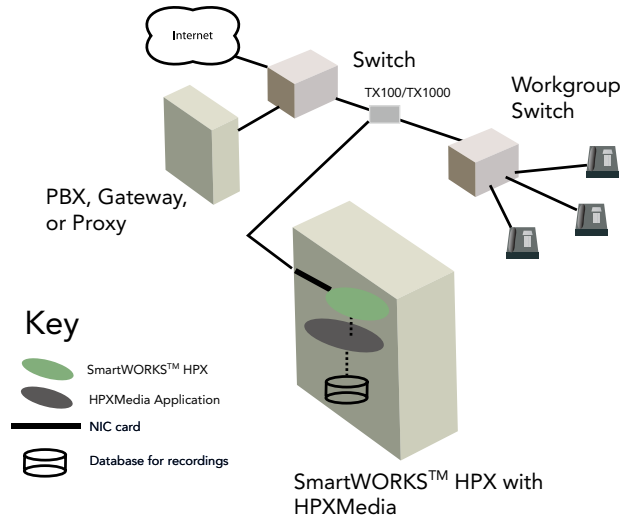 Internet
Switch
TX100/TX1000
Workgroup
Switch
PBX, Gateway,
or Proxy
Key
SmartWORKS™ HPX
HPXMedia Application
NIC card
Database for recordings
SmartWORKS™ HPX with
HPXMedia